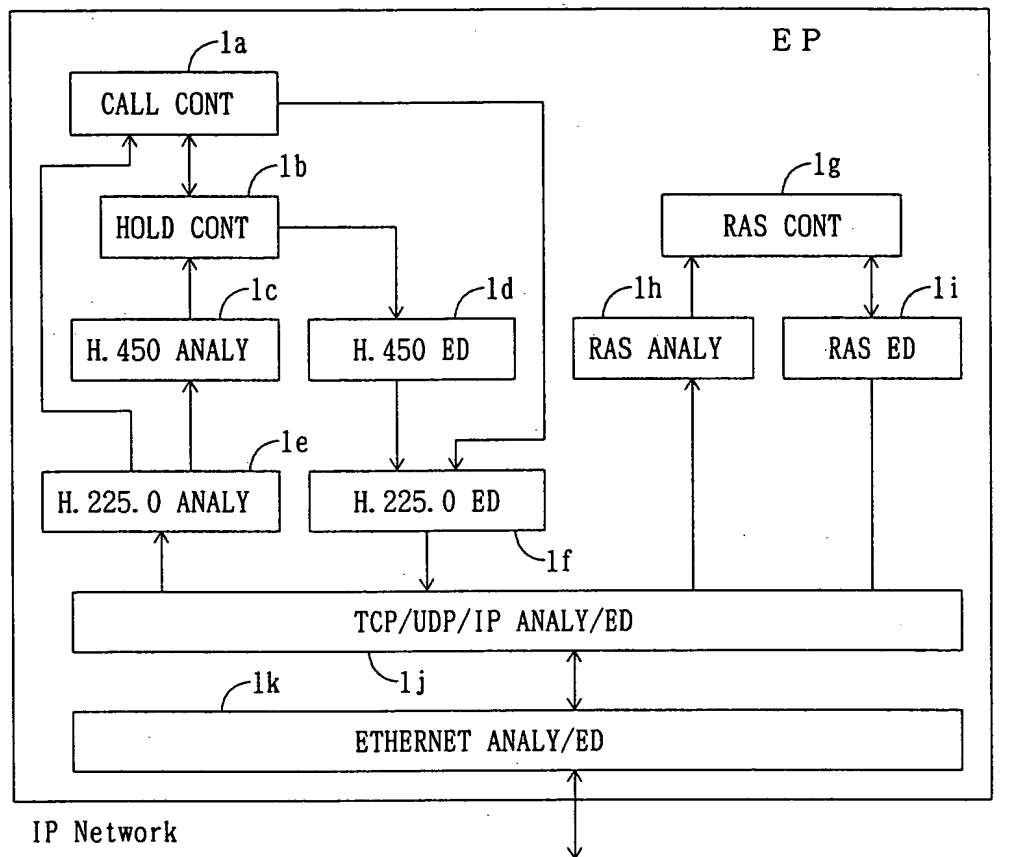 EP
1a
CALL CONT
1b
HOLD CONT
1g
RAS CONT
1c
H.450 ANALY
1d
H.450 ED
1h
RAS ANALY
1i
RAS ED
1e
H.225.0 ANALY
H.225.0 ED
1f
TCP/UDP/IP ANALY/ED
1j
1k
ETHERNET ANALY/ED
IP Network